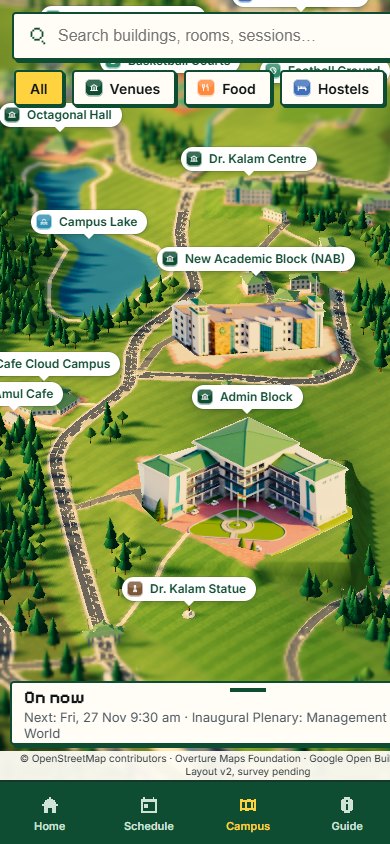 Search buildings, rooms, sessions…
Basketball Courts
Football Ground
All
Venues
Food
Hostels
Octagonal Hall
Dr. Kalam Centre
Campus Lake
New Academic Block (NAB)
Cafe Cloud Campus
Amul Cafe
Admin Block
Dr. Kalam Statue
On now
Next: Fri, 27 Nov 9:30 am · Inaugural Plenary: Management
World
© OpenStreetMap contributors · Overture Maps Foundation · Google Open Bui
Layout v2, survey pending
Home
Schedule
Campus
Guide